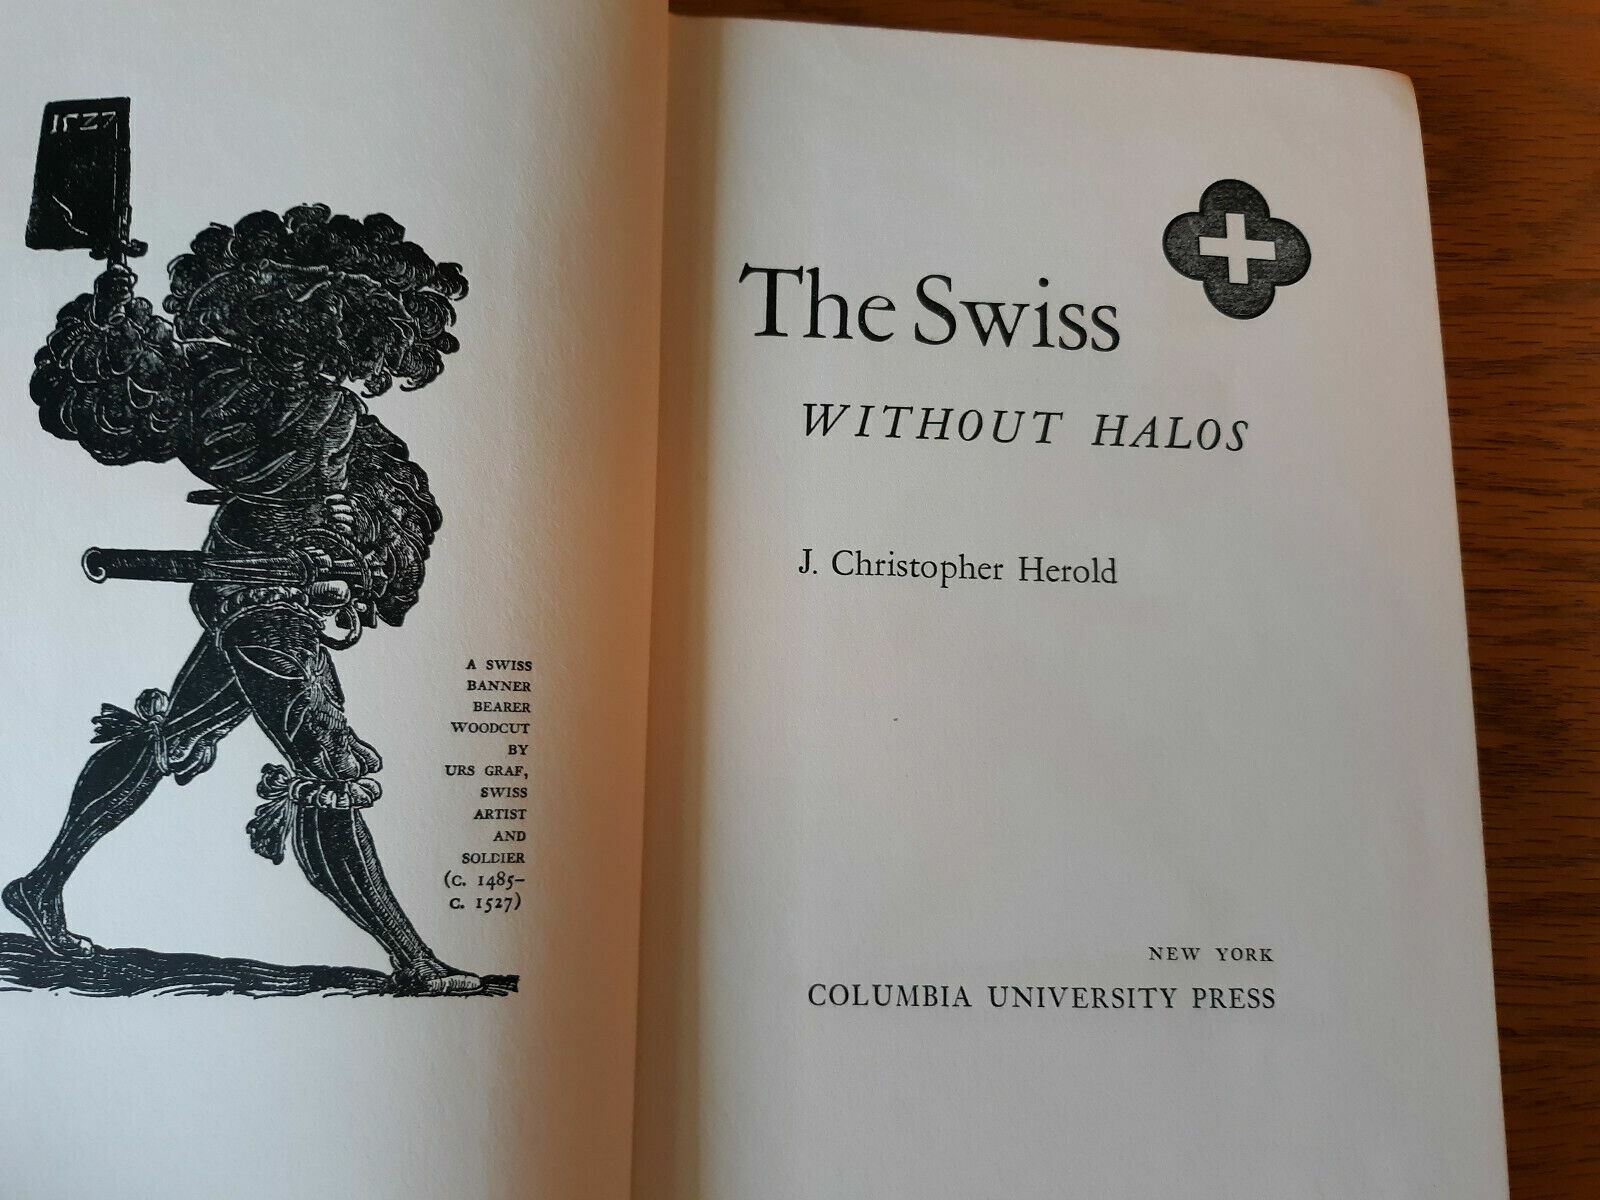 1527
A SWISS
BANNER
BEARER
WOODCUT
BY
URS GRAF,
SWISS
ARTIST
AND
SOLDIER
(C. 1485–
C. 1527)
The Swiss
WITHOUT HALOS
J. Christopher Herold
NEW YORK
COLUMBIA UNIVERSITY PRESS